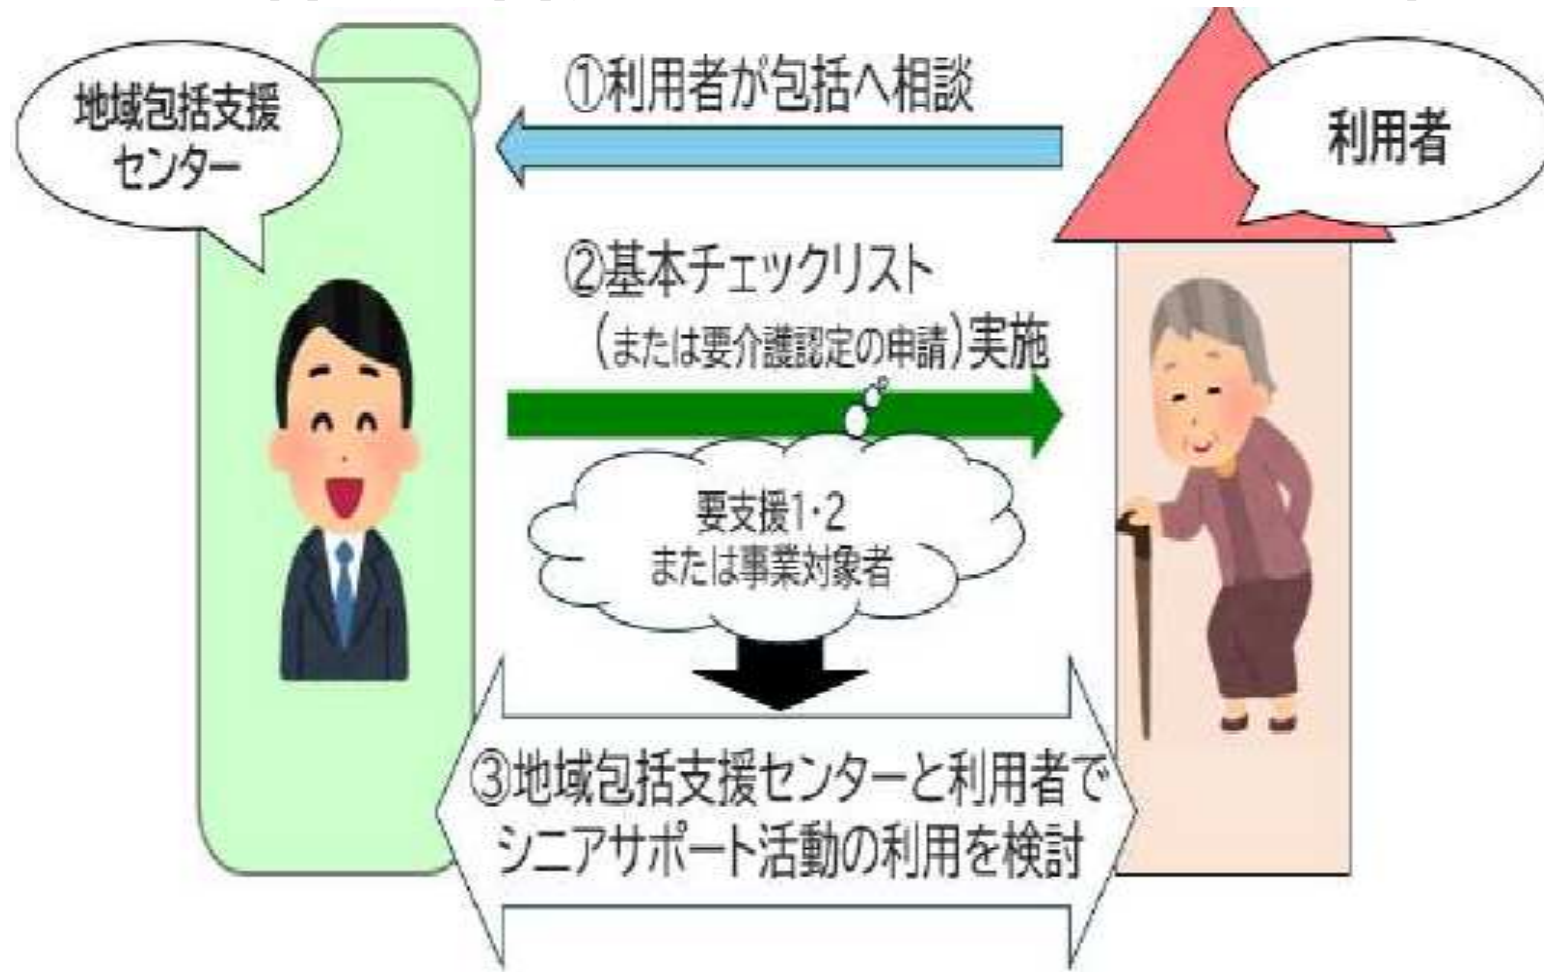 地域包括支援
センター
①利用者が包括へ相談
利用者
②基本チェックリスト
(または要介護認定の申請)実施
要支援1・2
または事業対象者
③地域包括支援センターと利用者で
シニアサポート活動の利用を検討